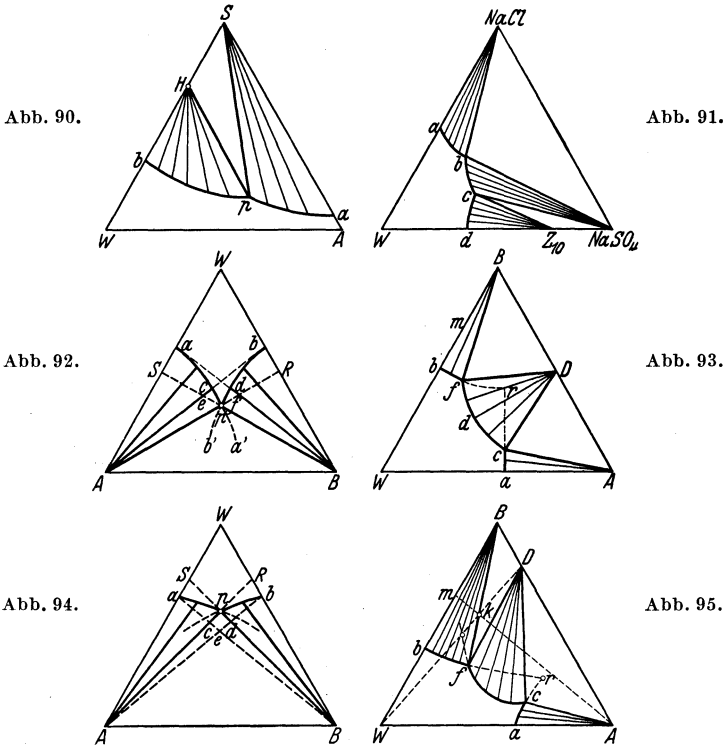 Abb. 90.
S
H
b
p
a
W
A
Abb. 91.
NaCl
a
b
c
W
d
Z10
NaSO4
Abb. 92.
W
a
b
S
R
c
d
e
b'
a'
A
B
Abb. 93.
B
m
b
D
f
r
d
c
W
a
A
Abb. 94.
W
S
R
a
n
b
c
e
d
A
B
Abb. 95.
B
D
m
k
b
f
r
c
W
a
A